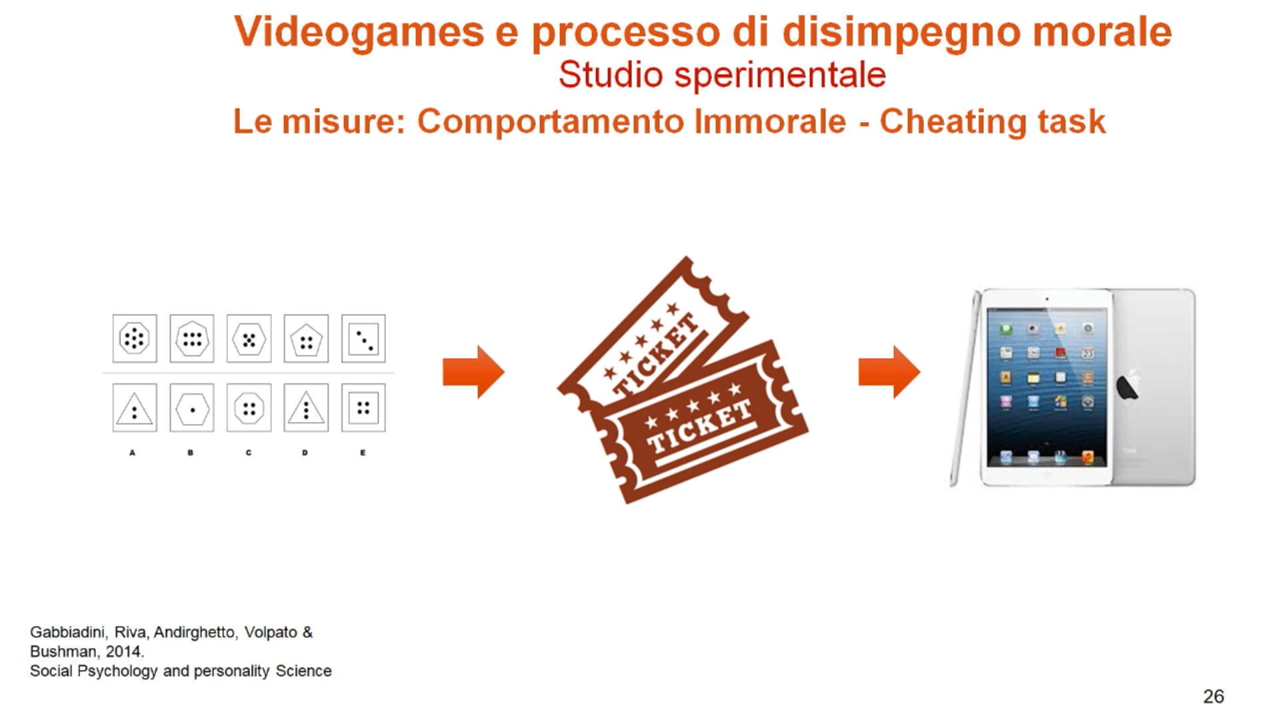 Videogames e processo di disimpegno morale
Studio sperimentale
Le misure: Comportamento Immorale - Cheating task
A B C D E
TICKET
TICKET
Gabbiadini, Riva, Andirghetto, Volpato &
Bushman, 2014.
Social Psychology and personality Science
26